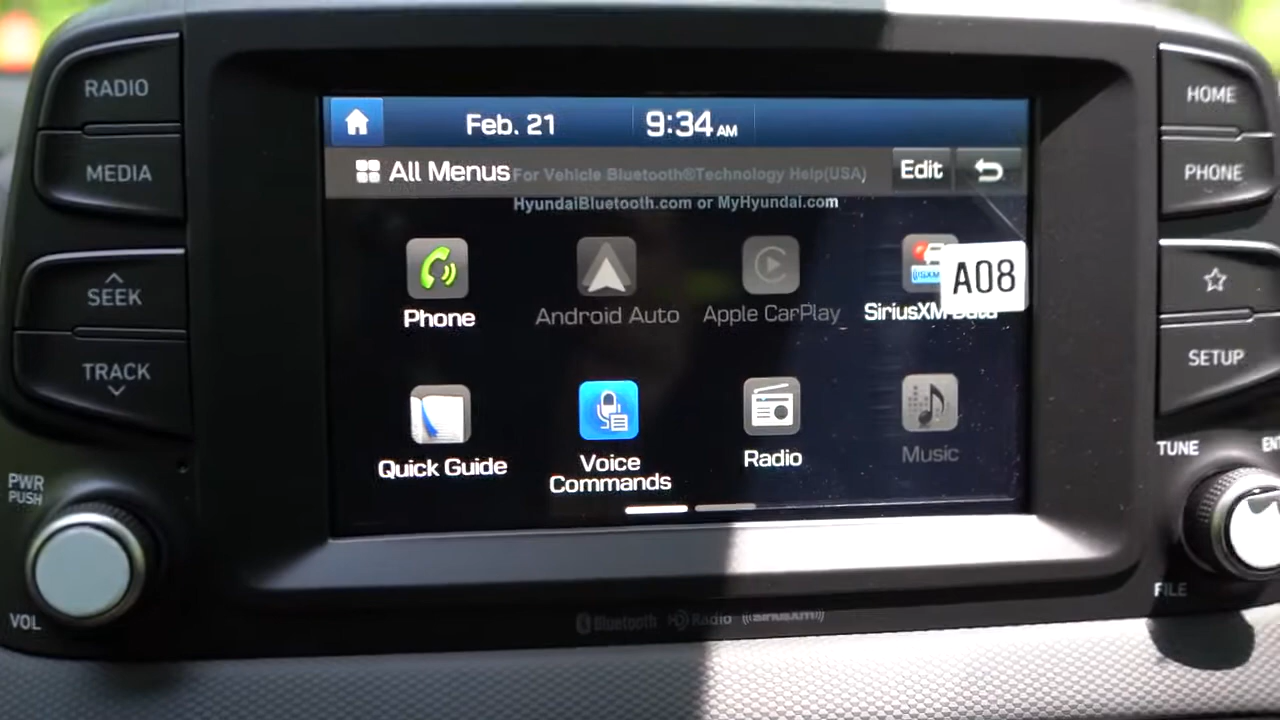 RADIO
MEDIA
SEEK
TRACK
PWR
PUSH
VOL
Feb. 21
9:34 AM
All Menus
For Vehicle Bluetooth®Technology Help(USA)
HyundaiBluetooth.com or MyHyundai.com
Edit
Phone
Android Auto
Apple CarPlay
SiriusXM Data
A08
Quick Guide
Voice
Commands
Radio
Music
Bluetooth HD Radio ((SiriusXM))
HOME
PHONE
SETUP
TUNE
FILE